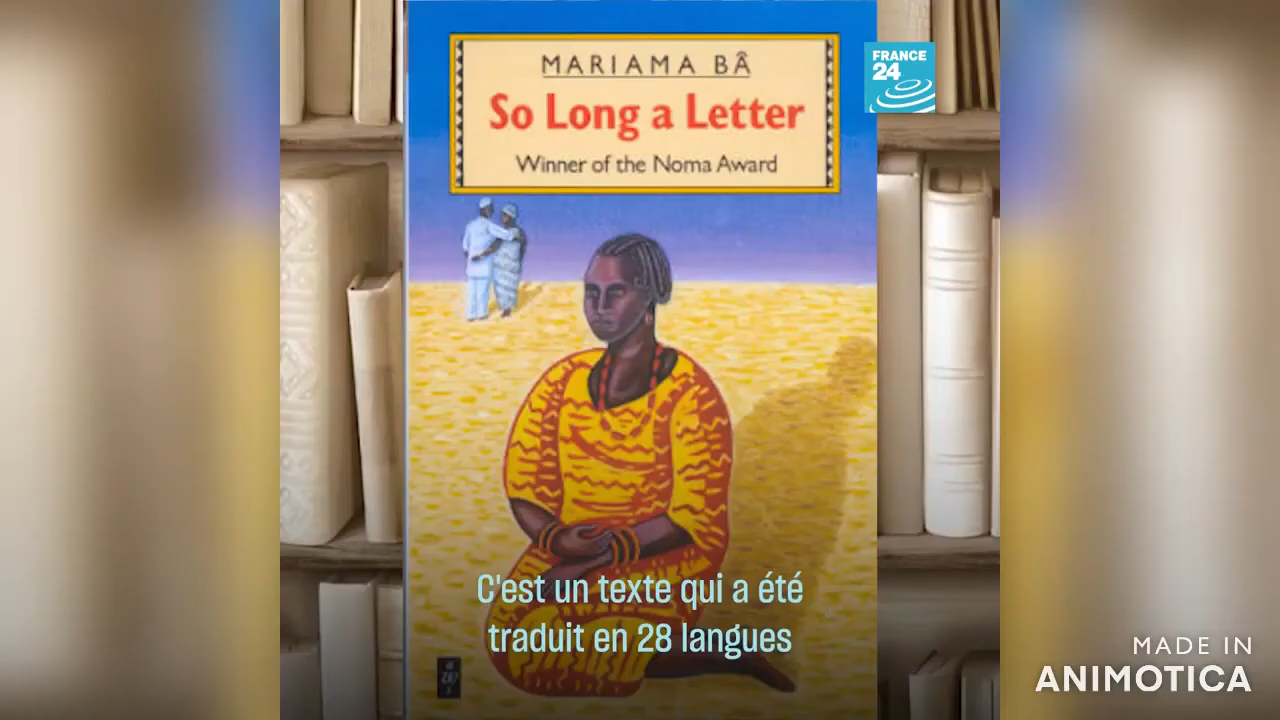 MARIAMA BÂ
So Long a Letter
Winner of the Noma Award
FRANCE
24
C'est un texte qui a été
traduit en 28 langues
MADE IN
ANIMOTICA